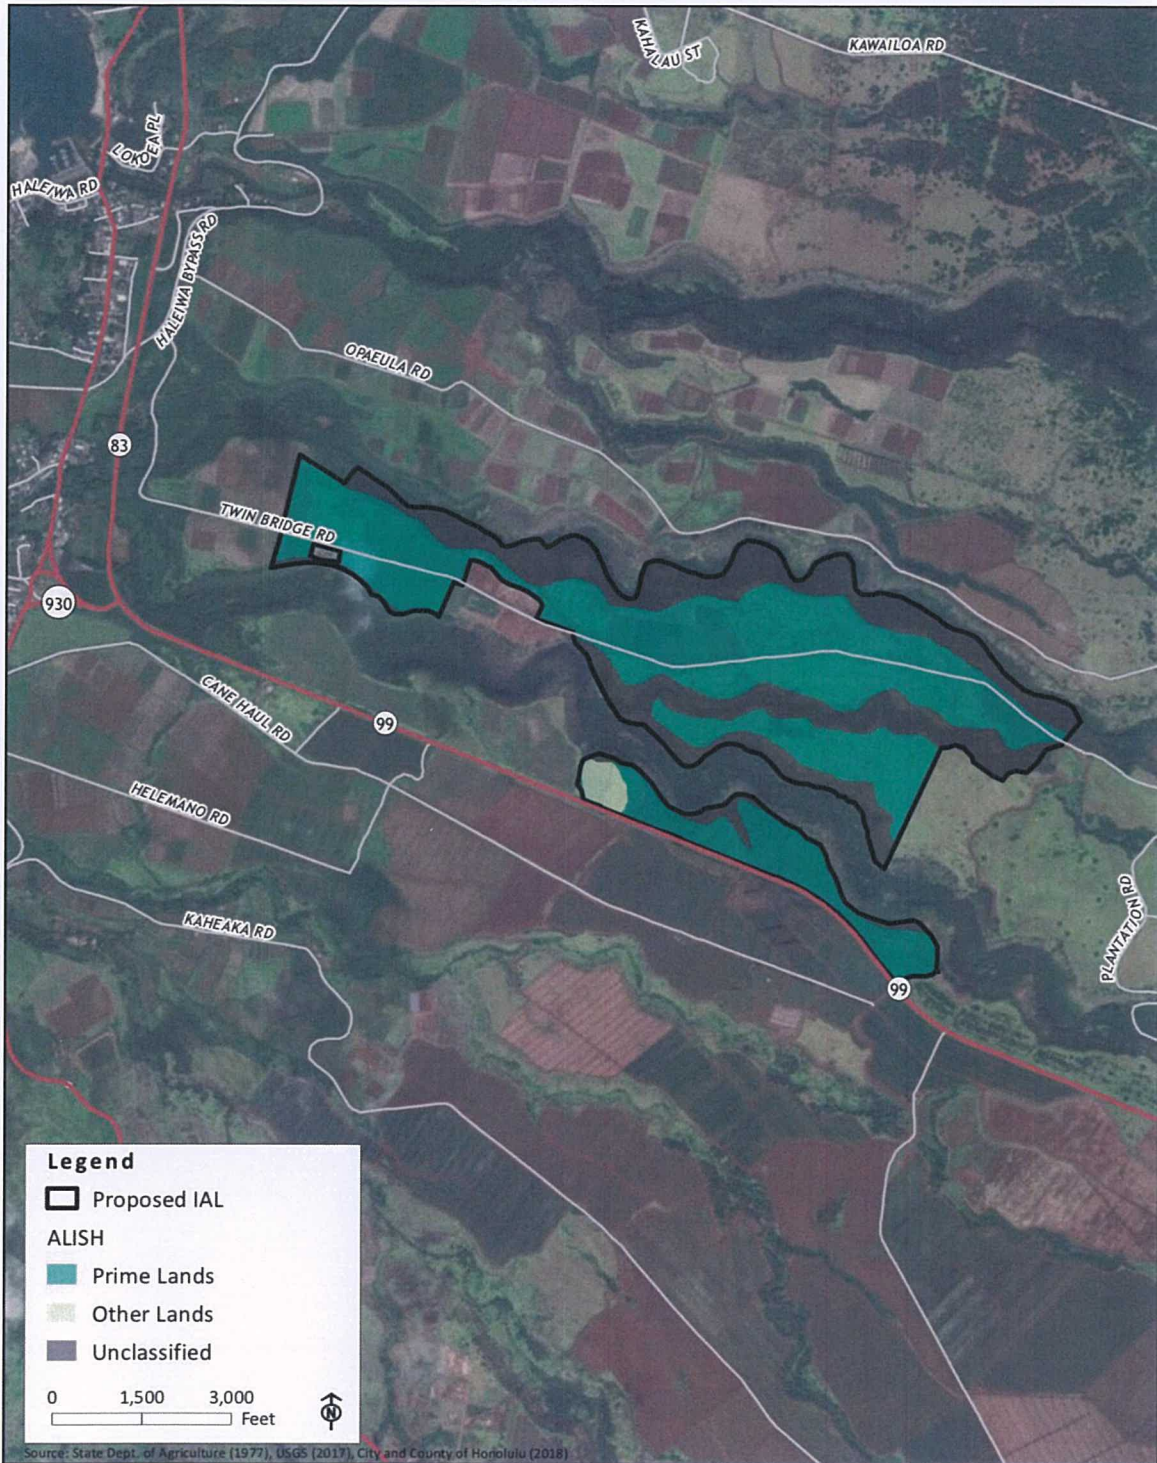 KAHALAU ST
KAWAILOA RD
LOKOEA PL
HALEIWA RD
HALEIWA BYPASS RD
OPAEULA RD
83
TWIN BRIDGE RD
930
CANE HAUL RD
99
HELEMANO RD
PLANTATION RD
KAHEAKA RD
99
Legend
Proposed IAL
ALISH
Prime Lands
Other Lands
Unclassified
0 1,500 3,000
Feet
N
Source: State Dept. of Agriculture (1977), USGS (2017), City and County of Honolulu (2018)